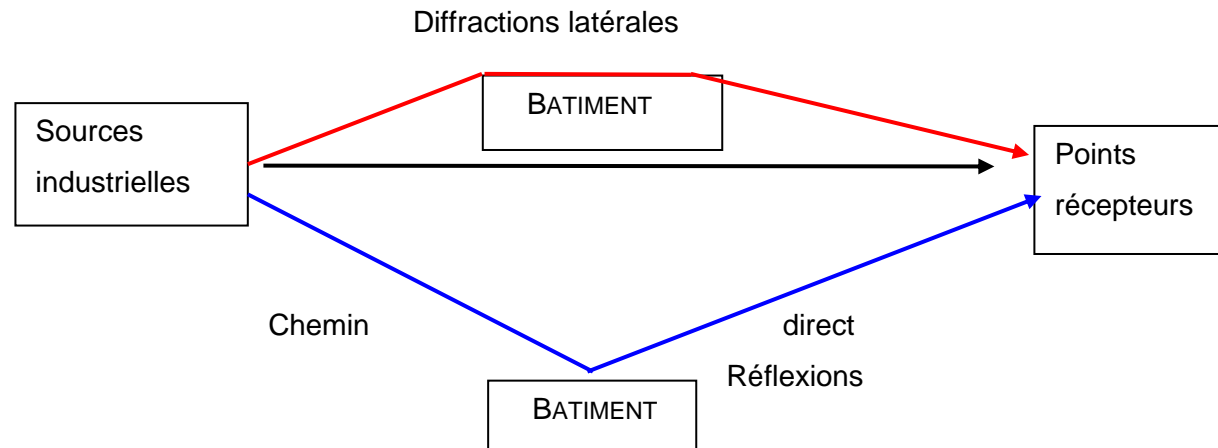 Diffractions latérales
BATIMENT
Sources
industrielles
Points
récepteurs
Chemin direct
Réflexions
BATIMENT